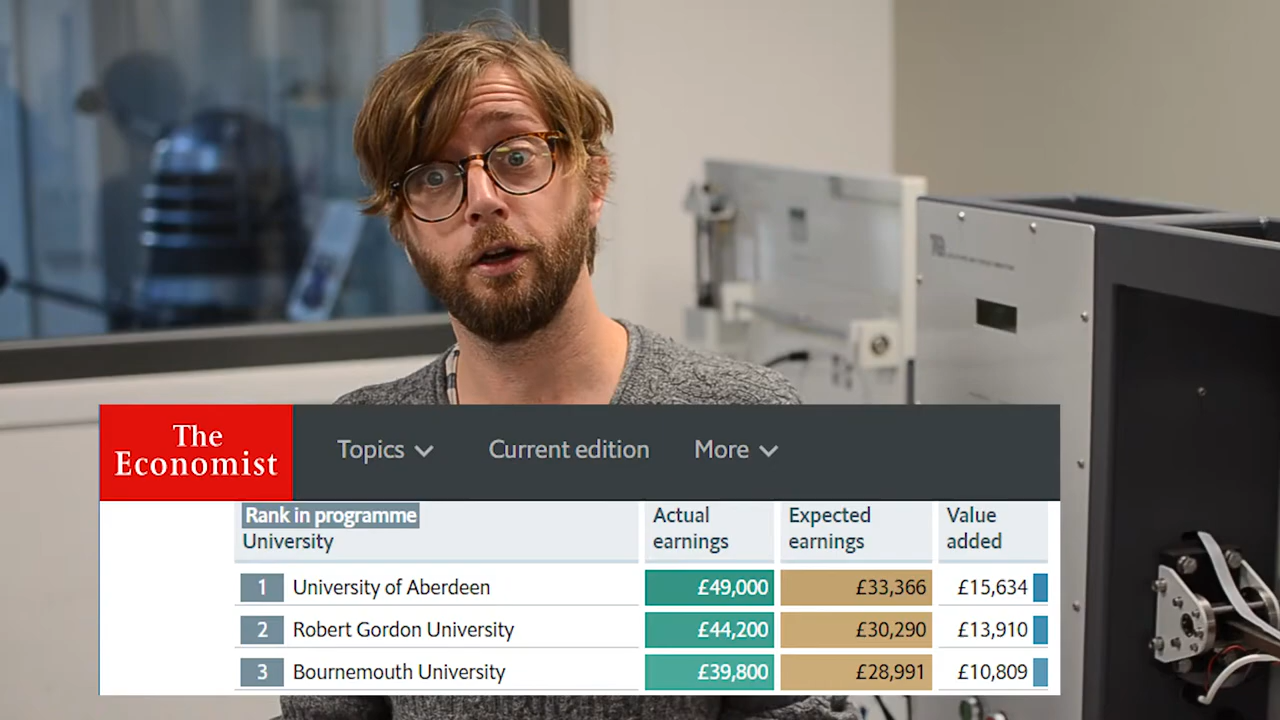 The
Economist
Topics
Current edition
More
Rank in programme
University
Actual
earnings
Expected
earnings
Value
added
1 University of Aberdeen £49,000 £33,366 £15,634
2 Robert Gordon University £44,200 £30,290 £13,910
3 Bournemouth University £39,800 £28,991 £10,809